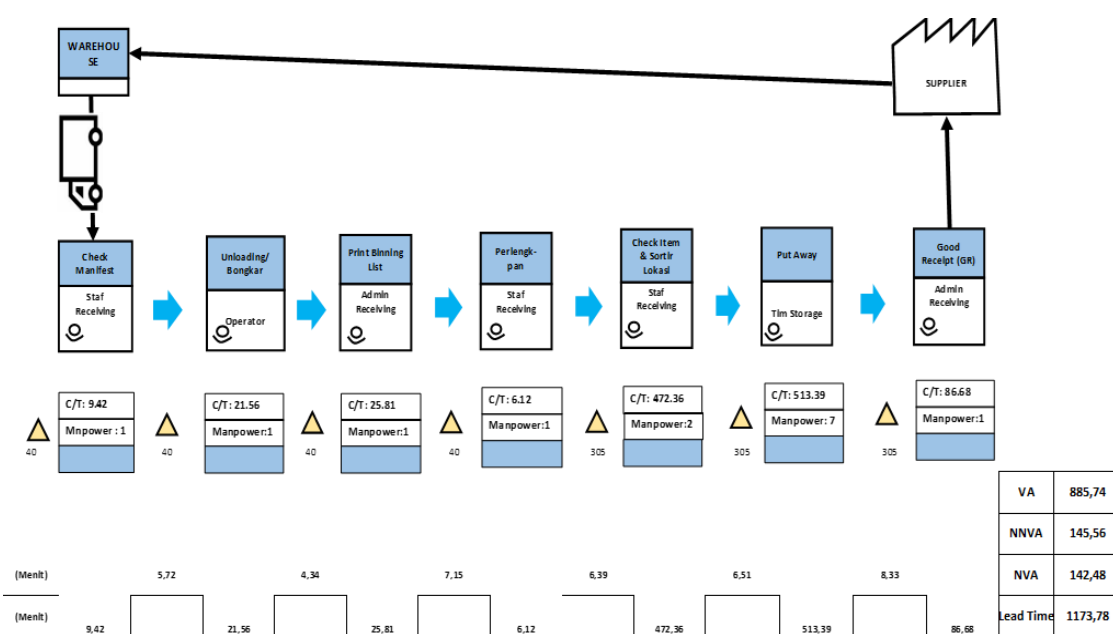 WAREHOU
SE
SUPPLIER
Check
Manifest
Staf
Receiving
Unloading/
Bongkar
Operator
Print Binning
List
Admin
Receiving
Perlengk-
pan
Staf
Receiving
Check Item
& Sortir
Lokasi
Staf
Receiving
Put Away
Tim Storage
Good
Receipt (GR)
Admin
Receiving
C/T: 9.42
Mnpower : 1
C/T: 21.56
Manpower:1
C/T: 25.81
Manpower:1
C/T: 6.12
Manpower:1
C/T: 472.36
Manpower:2
C/T: 513.39
Manpower: 7
C/T: 86.68
Manpower:1
40
40
40
40
305
305
305
VA 885,74
NNVA 145,56
NVA 142,48
Lead Time 1173,78
(Menit) 5,72 4,34 7,15 6,39 6,51 8,33
(Menit) 9,42 21,56 25,81 6,12 472,36 513,39 86,68